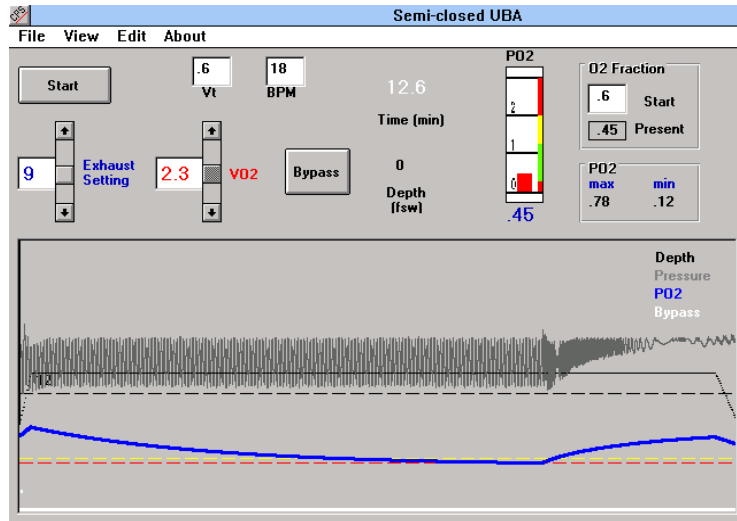 CPS
Semi-closed UBA
File View Edit About
Start
.6
Vt
18
BPM
12.6
Time (min)
PO2
2
1
0
.45
O2 Fraction
.6 Start
.45 Present
9
Exhaust
Setting
2.3
VO2
Bypass
0
Depth
(fsw)
PO2
max min
.78 .12
Depth
Pressure
PO2
Bypass
12